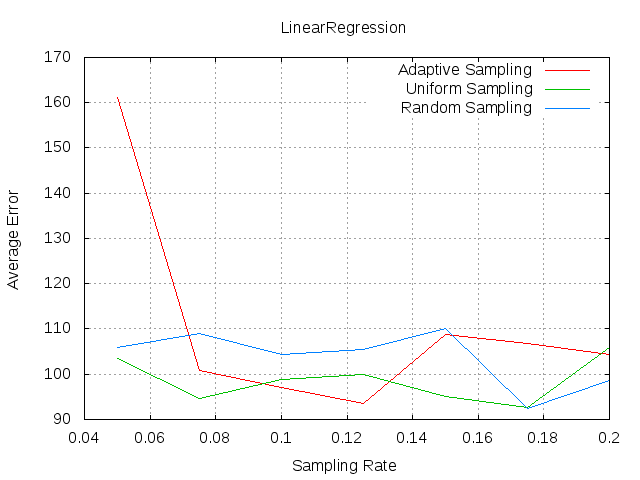 LinearRegression
170
160
150
140
130
120
110
100
90
Average Error
Adaptive Sampling
Uniform Sampling
Random Sampling
0.04 0.06 0.08 0.1 0.12 0.14 0.16 0.18 0.2
Sampling Rate